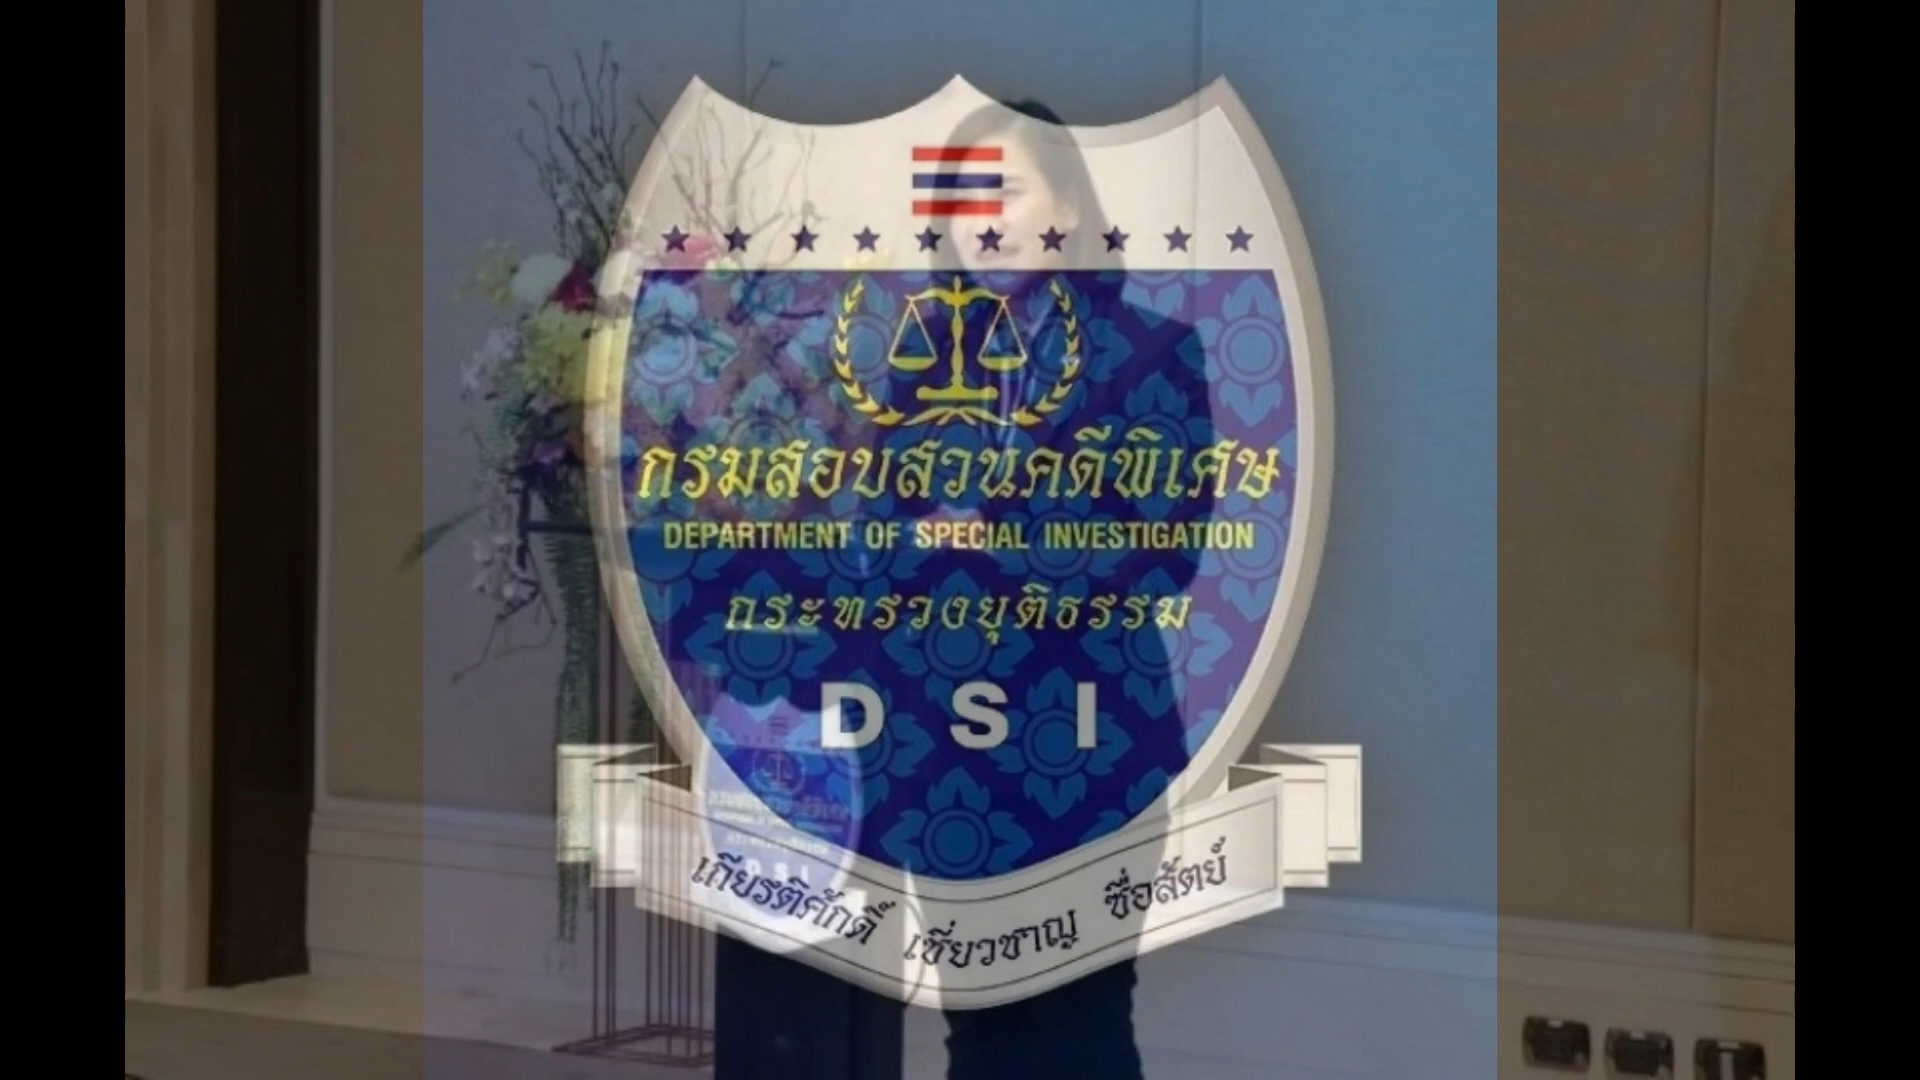 กรมสอบสวนคดีพิเศษ
DEPARTMENT OF SPECIAL INVESTIGATION
กระทรวงยุติธรรม
DSI
เกียรติศักดิ์ เชี่ยวชาญ ซื่อสัตย์